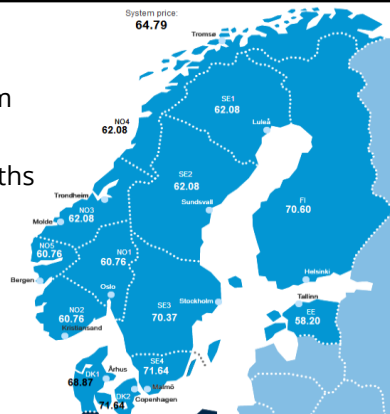 System price:
64.79
Tromsø
m
SE1
62.08
NO4
62.08
Luleå
ths
SE2
62.08
FI
70.60
Trondheim
Sundsvall
NO3
62.08
Molde
NO5
60.76
NO1
60.76
Bergen
Oslo
Helsinki
Tallinn
NO2
60.76
SE3
70.37
Stockholm
EE
58.20
Kristiansand
SE4
71.64
Århus
DK1
68.87
Malmö
DK2
71.64
Copenhagen